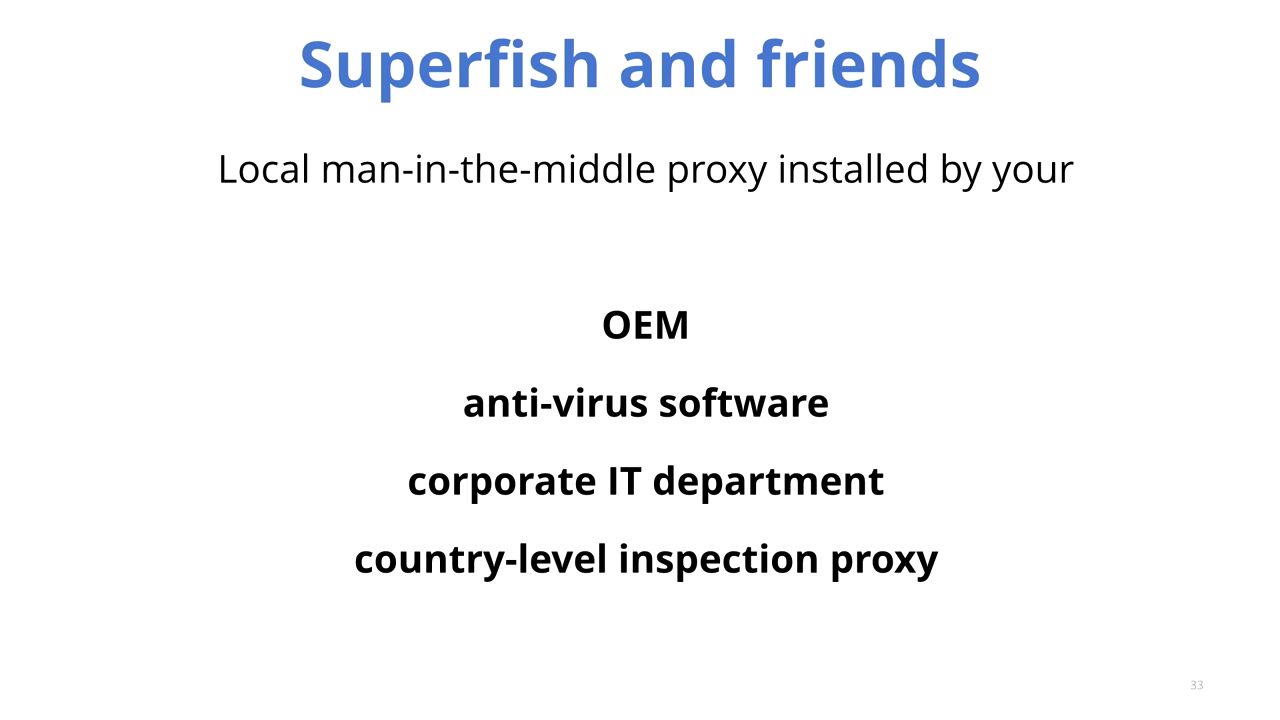 Superfish and friends
Local man-in-the-middle proxy installed by your
OEM
anti-virus software
corporate IT department
country-level inspection proxy
33